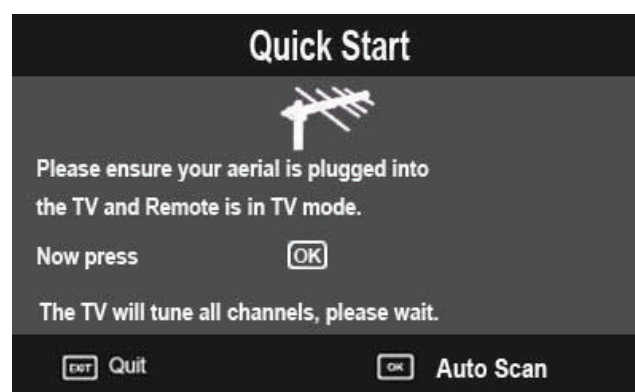 Quick Start
Please ensure your aerial is plugged into
the TV and Remote is in TV mode.
Now press OK
The TV will tune all channels, please wait.
EXIT Quit OK Auto Scan